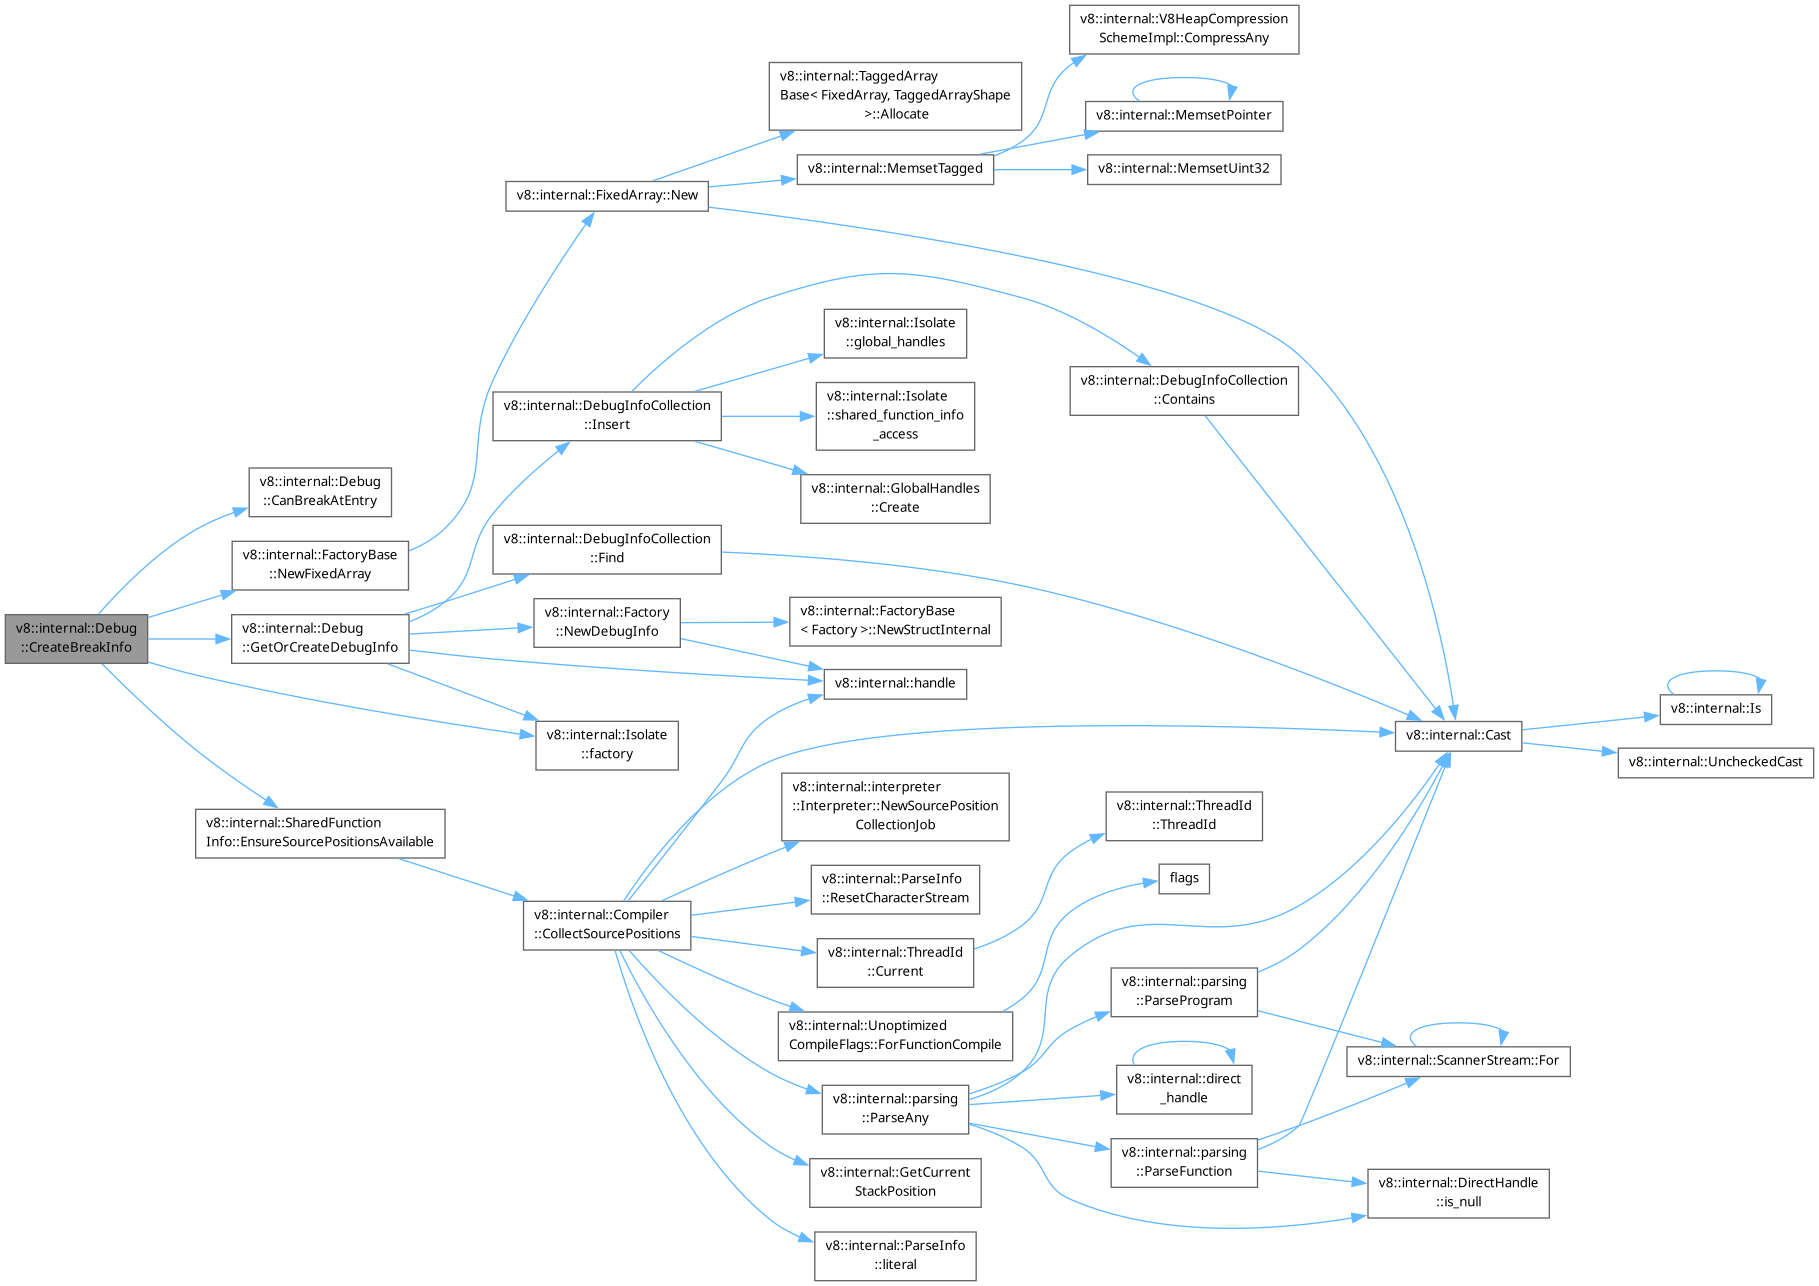 v8::internal::V8HeapCompression
SchemeImpl::CompressAny
v8::internal::TaggedArray
Base< FixedArray, TaggedArrayShape
>::Allocate
v8::internal::MemsetPointer
v8::internal::MemsetTagged
v8::internal::MemsetUint32
v8::internal::FixedArray::New
v8::internal::Isolate
::global_handles
v8::internal::DebugInfoCollection
::Contains
v8::internal::DebugInfoCollection
::Insert
v8::internal::Isolate
::shared_function_info
_access
v8::internal::Debug
::CanBreakAtEntry
v8::internal::GlobalHandles
::Create
v8::internal::DebugInfoCollection
::Find
v8::internal::FactoryBase
::NewFixedArray
v8::internal::Factory
::NewDebugInfo
v8::internal::FactoryBase
< Factory >::NewStructInternal
v8::internal::Debug
::CreateBreakInfo
v8::internal::Debug
::GetOrCreateDebugInfo
v8::internal::handle
v8::internal::Is
v8::internal::Isolate
::factory
v8::internal::Cast
v8::internal::UncheckedCast
v8::internal::interpreter
::Interpreter::NewSourcePosition
CollectionJob
v8::internal::ThreadId
::ThreadId
v8::internal::SharedFunction
Info::EnsureSourcePositionsAvailable
v8::internal::ParseInfo
::ResetCharacterStream
flags
v8::internal::Compiler
::CollectSourcePositions
v8::internal::ThreadId
::Current
v8::internal::parsing
::ParseProgram
v8::internal::Unoptimized
CompileFlags::ForFunctionCompile
v8::internal::ScannerStream::For
v8::internal::direct
_handle
v8::internal::parsing
::ParseAny
v8::internal::parsing
::ParseFunction
v8::internal::GetCurrent
StackPosition
v8::internal::DirectHandle
::is_null
v8::internal::ParseInfo
::literal